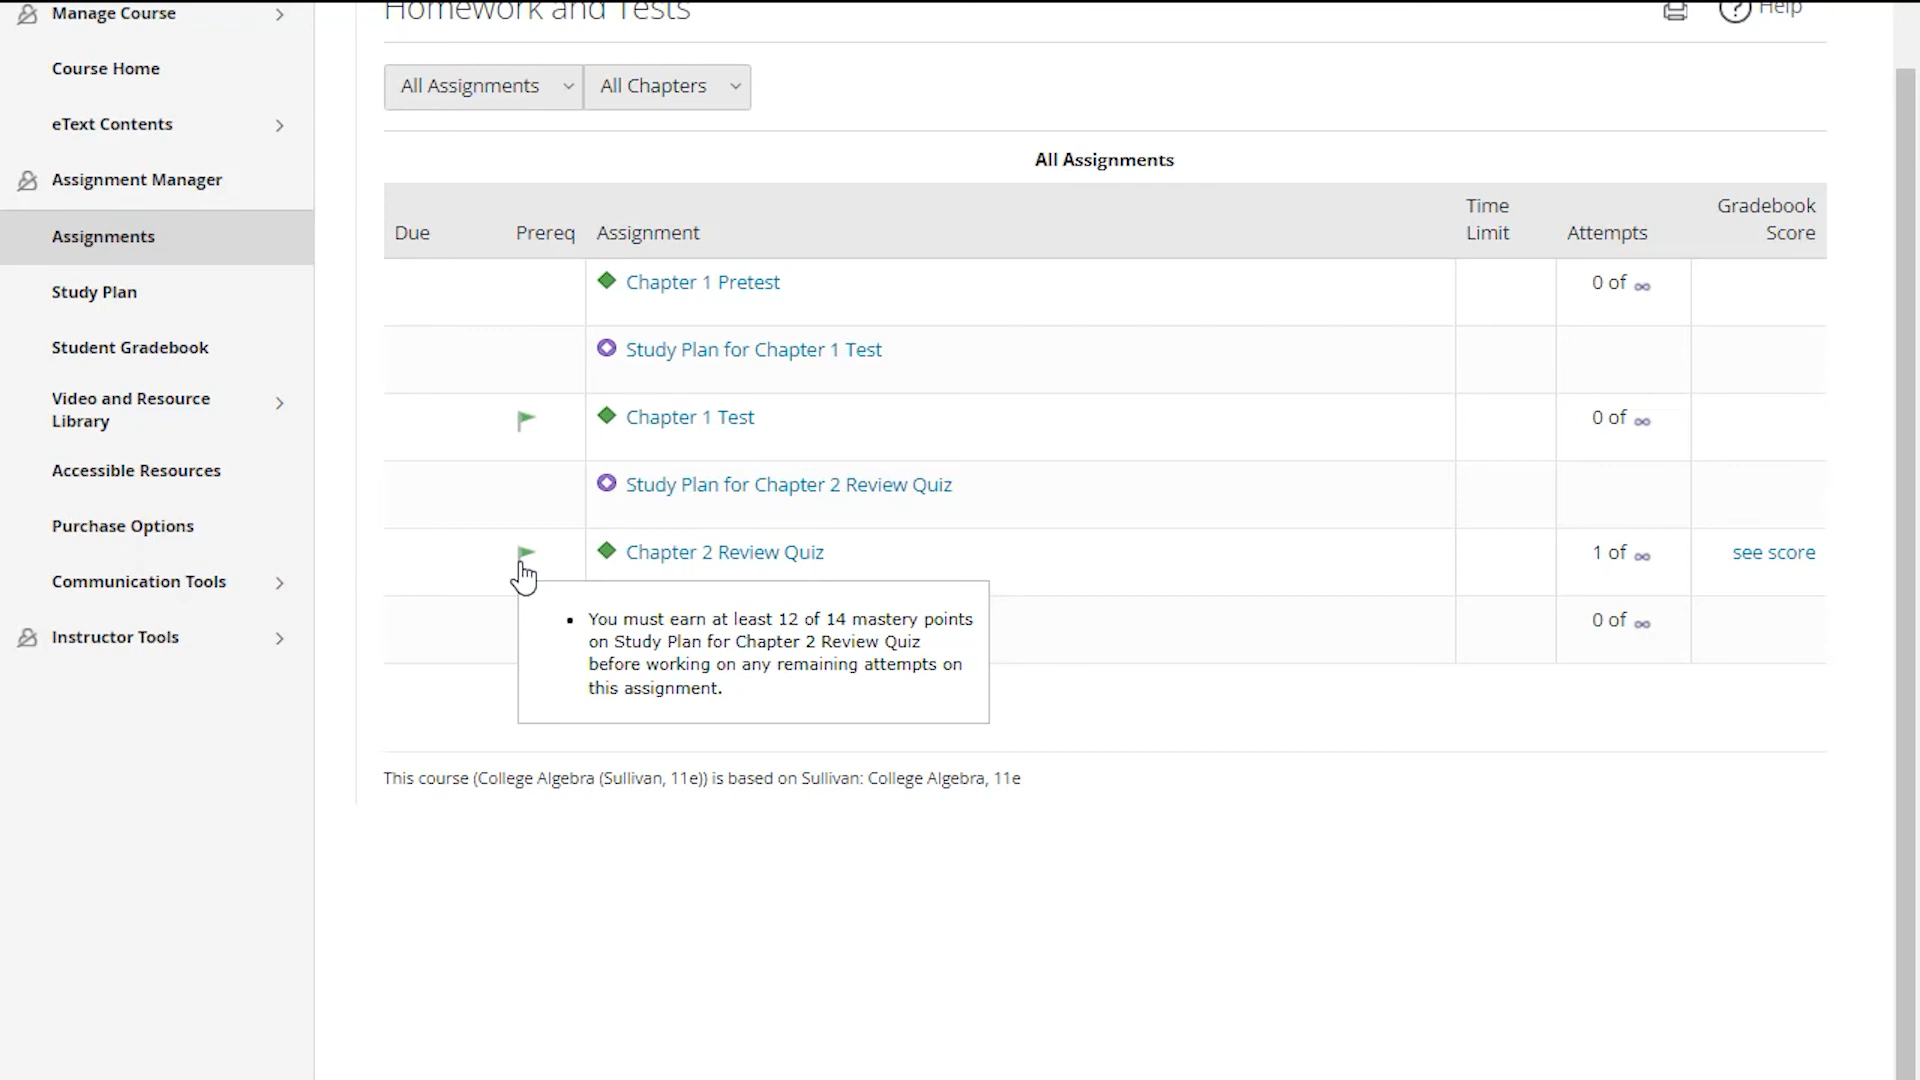 Manage Course
Course Home
eText Contents
Assignment Manager
Assignments
Study Plan
Student Gradebook
Video and Resource
Library
Accessible Resources
Purchase Options
Communication Tools
Instructor Tools
Homework and Tests
Help
All Assignments
All Chapters
All Assignments
Due Prereq Assignment Time Limit Attempts Gradebook Score
Chapter 1 Pretest 0 of ∞
Study Plan for Chapter 1 Test
Chapter 1 Test 0 of ∞
Study Plan for Chapter 2 Review Quiz
Chapter 2 Review Quiz 1 of ∞ see score
0 of ∞
• You must earn at least 12 of 14 mastery points
on Study Plan for Chapter 2 Review Quiz
before working on any remaining attempts on
this assignment.
This course (College Algebra (Sullivan, 11e)) is based on Sullivan: College Algebra, 11e